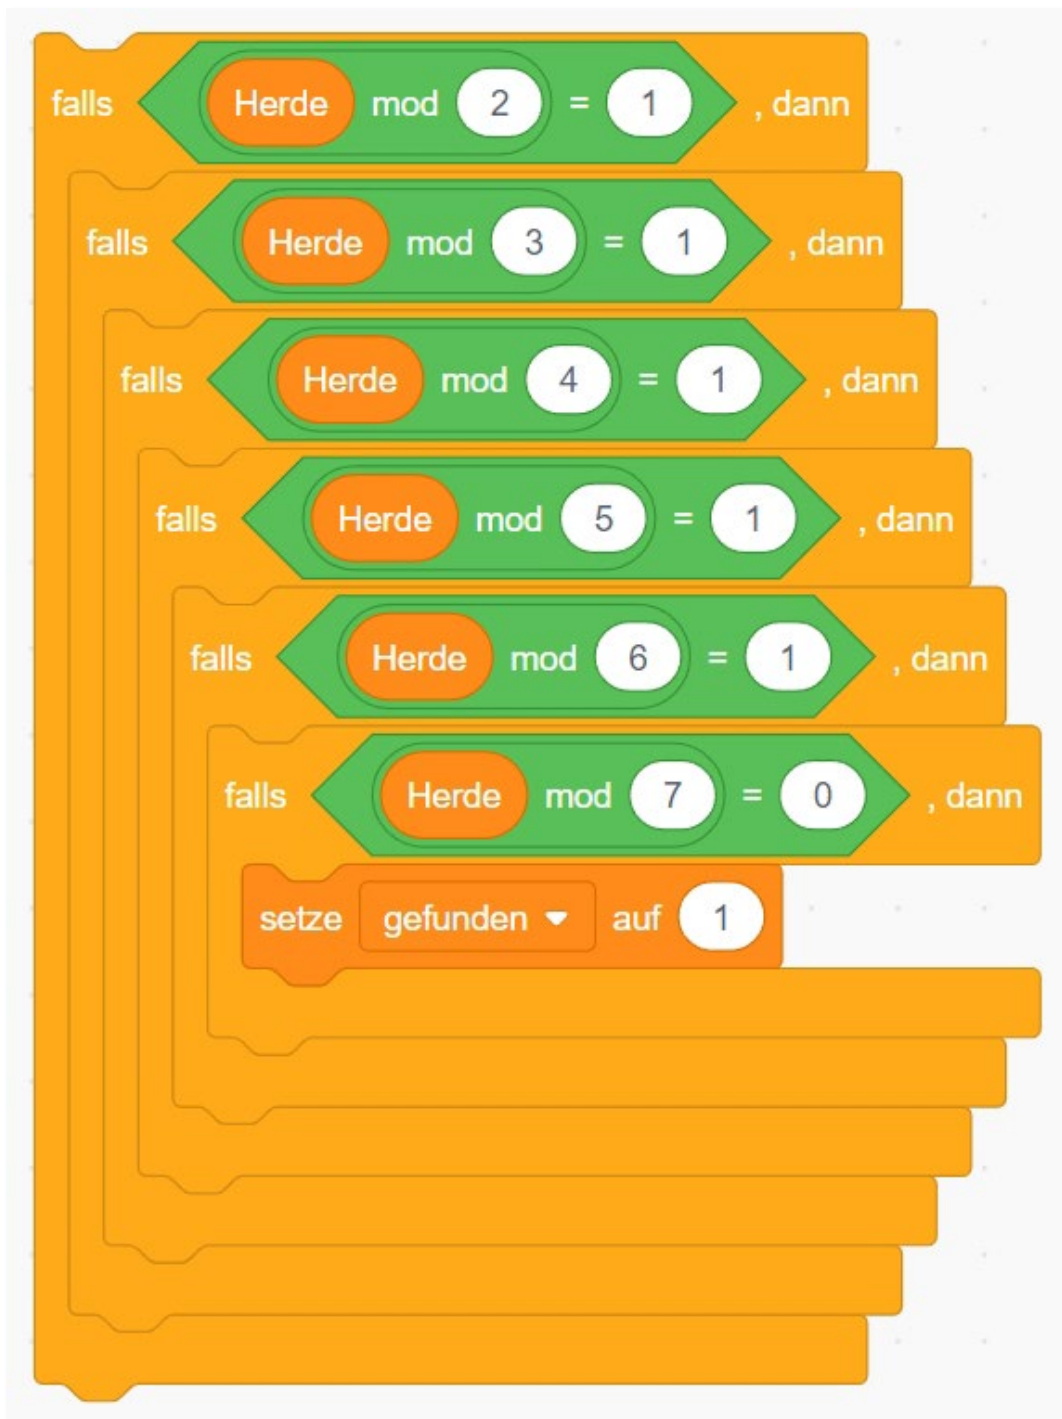 falls Herde mod 2 = 1 , dann
falls Herde mod 3 = 1 , dann
falls Herde mod 4 = 1 , dann
falls Herde mod 5 = 1 , dann
falls Herde mod 6 = 1 , dann
falls Herde mod 7 = 0 , dann
setze gefunden auf 1